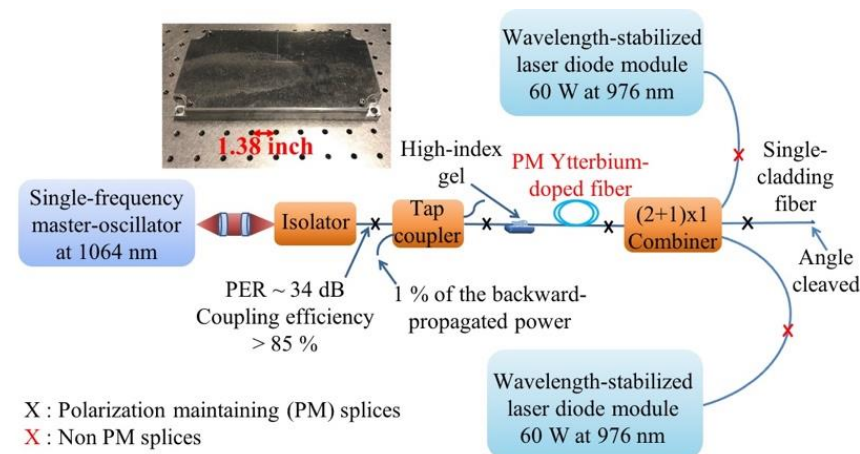 Wavelength-stabilized
laser diode module
60 W at 976 nm
1.38 inch
High-index
gel
PM Ytterbium-
doped fiber
Single-
cladding
fiber
Single-frequency
master-oscillator
at 1064 nm
Isolator
X
Tap
coupler
X
X
(2+1)x1
Combiner
X
X
Angle
cleaved
PER ~ 34 dB
Coupling efficiency
> 85 %
1 % of the backward-
propagated power
X
Wavelength-stabilized
laser diode module
60 W at 976 nm
X : Polarization maintaining (PM) splices
X : Non PM splices